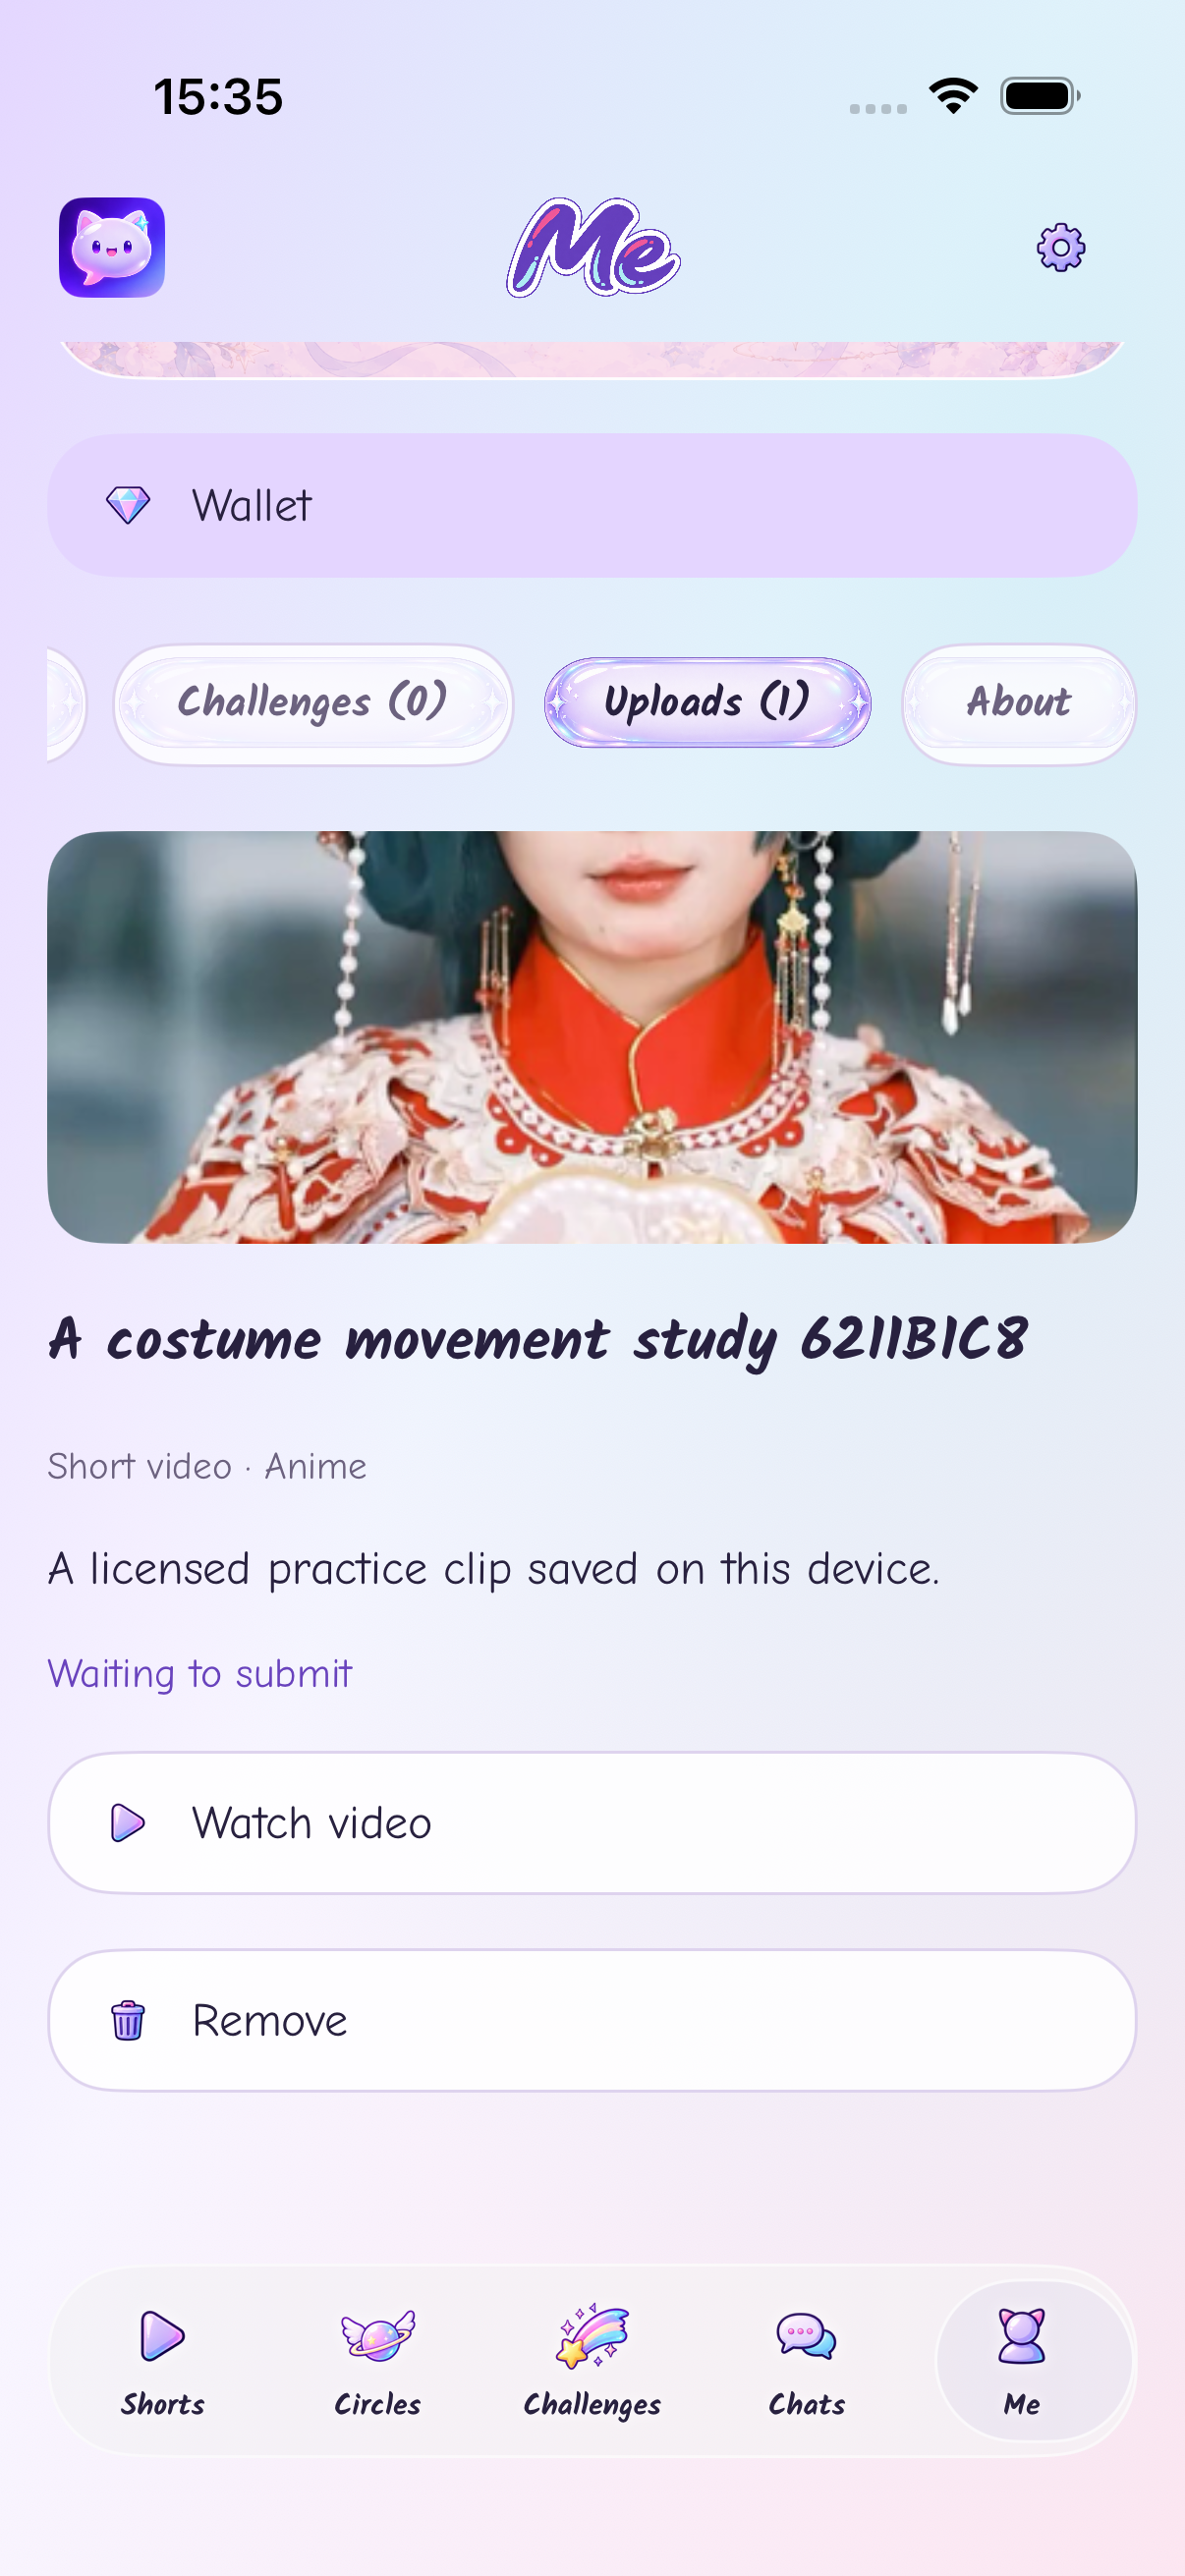 15:35
Me
Wallet
Challenges (0)
Uploads (1)
About
A costume movement study 6211B1C8
Short video · Anime
A licensed practice clip saved on this device.
Waiting to submit
Watch video
Remove
Shorts
Circles
Challenges
Chats
Me